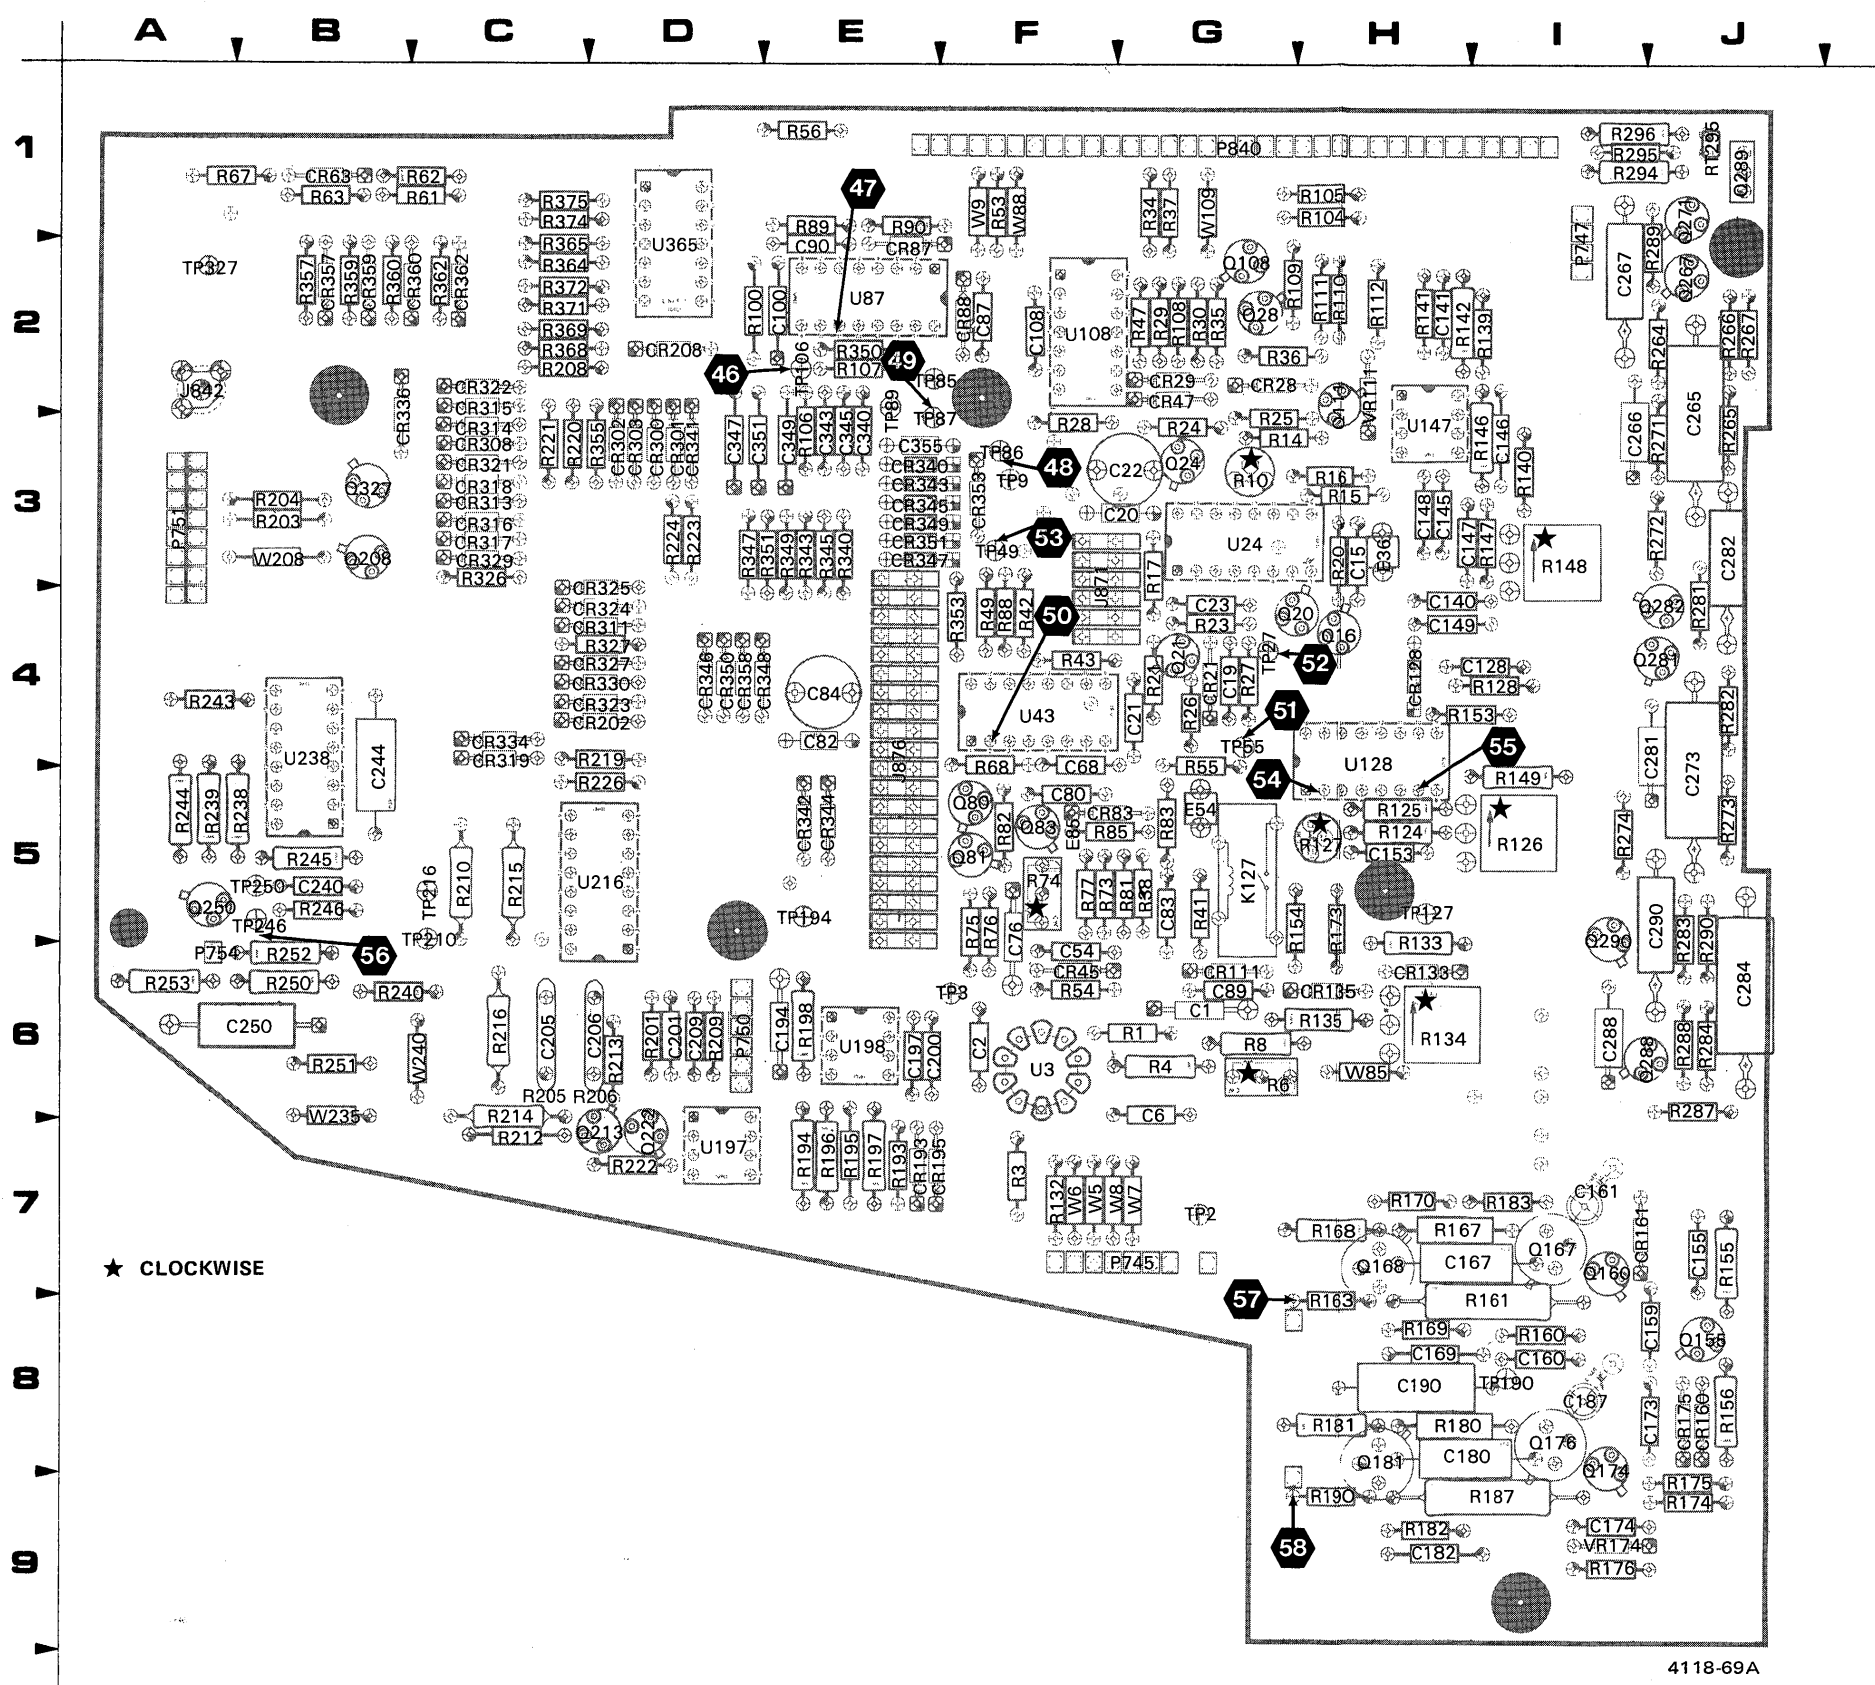 A B C D E F G H I J
1
R56
P840
R296
R295
R294
RT295
Q289
R67 CR63 R62
R63 R61
47
R375
R374
R365
R364
R372
R371
R369
R368
R208
U365
R89 R90
C90 CR87
W9 R53 W88
R34 R37 W109
R105
R104
P747
C267
R289
Q271
Q267
TP327
R357 CR357 R359 CR359 R360 CR360 R362 CR362
2
R100 C100
U87
CR88 C87
C108
U108
Q108
R47 R29 R108 R30 R35
Q28
R109 R111 R110 R112
R141 C141 R142 R139
R264 R266 R267
CR208
46
R350
R107
49
TP85
TP87
TP89
R36
CR29 CR28
CR47
VR111
J842
CR336
CR322
CR315
CR314
CR308
CR321
CR318
CR313
CR316
CR317
CR329
R326
R221 R220 R355 CR302 CR303 CR300 CR301 CR341
C347 C351 C349 R106 C343 C345 C340
C355
CR340
CR343
CR345
CR349
CR351
CR347
CR353
R28
TP86
48
TP9
C22
R24
Q24
R25
R14
R10
R16
R15
U147
R146 C146
R140
C266 R271
C265
R265
3
P751
R204
R203
W208
Q327
Q208
R224 R223
R347 R351 R349 R343 R345 R340
53
TP49
C20
J871
R17
U24
R20 C15 E36
C148 C145
C147 R147
R148
R272
C282
CR325
CR324
CR311
R327
CR327
CR330
CR323
CR202
R353 R49 R88 R42
50
C23
R23
Q20
Q16
C140
C149
Q282
R281
Q281
4
R243
U238
C244
CR334
CR319
R219
R226
CR346 CR350 CR358 CR348
C84
C82
J876
R43
U43
R21
Q21
C21
R26 CR21 C19 R27
TP27
52
51
TP55
CR128
C128
R128
R153
55
R282
C281
C273
R68 C68
R55
54
U128
R149
R244 R239 R238
5
R245
TP250 C240
R246
Q250
TP246
TP216
R210
R215
U216
CR342 CR344
TP194
Q80
R82
C80
Q83
E83
CR83
R85
Q81
R74
R77 R73 R81 R38
R83
E54
C83 R41
K127
R127
R125
R124
C153
R126
R274
R273
TP127
R154 R173
C290
R283 R290
Q290
P754 R252
56
TP210
R75 R76 C76
C54
CR45
R54
CR111
C89
CR135
R133
CR133
C284
R253 R250 R240
TP3
C1
6
C250
R251
W240
R216
C205 C206
R213
R201 C201 C209 R209
P750
C194 R198
U198
C197 C200
C2
U3
R1
R4
R8
R6
R135
W85
R134
C288
Q288
R288 R284
R205 R206
W235
R214
R212
Q213
Q222
R222
U197
C6
R287
R194 R196 R195 R197 R193 CR193 CR195
R3
R132 W6 W5 W8 W7
7
TP2
P745
R170 R183
C161
R168 R167
Q168
C167
Q167
Q160
CR161
C155 R155
★ CLOCKWISE
57
R163
R161
C159
R169
C169
R160
C160
Q155
8
C190
TP190
C187
C173 CR175 CR160 R156
R181 R180
Q181
C180
Q176
Q174
R175
R174
R190
R187
58
R182
C182
C174
VR174
R176
9
4118-69A